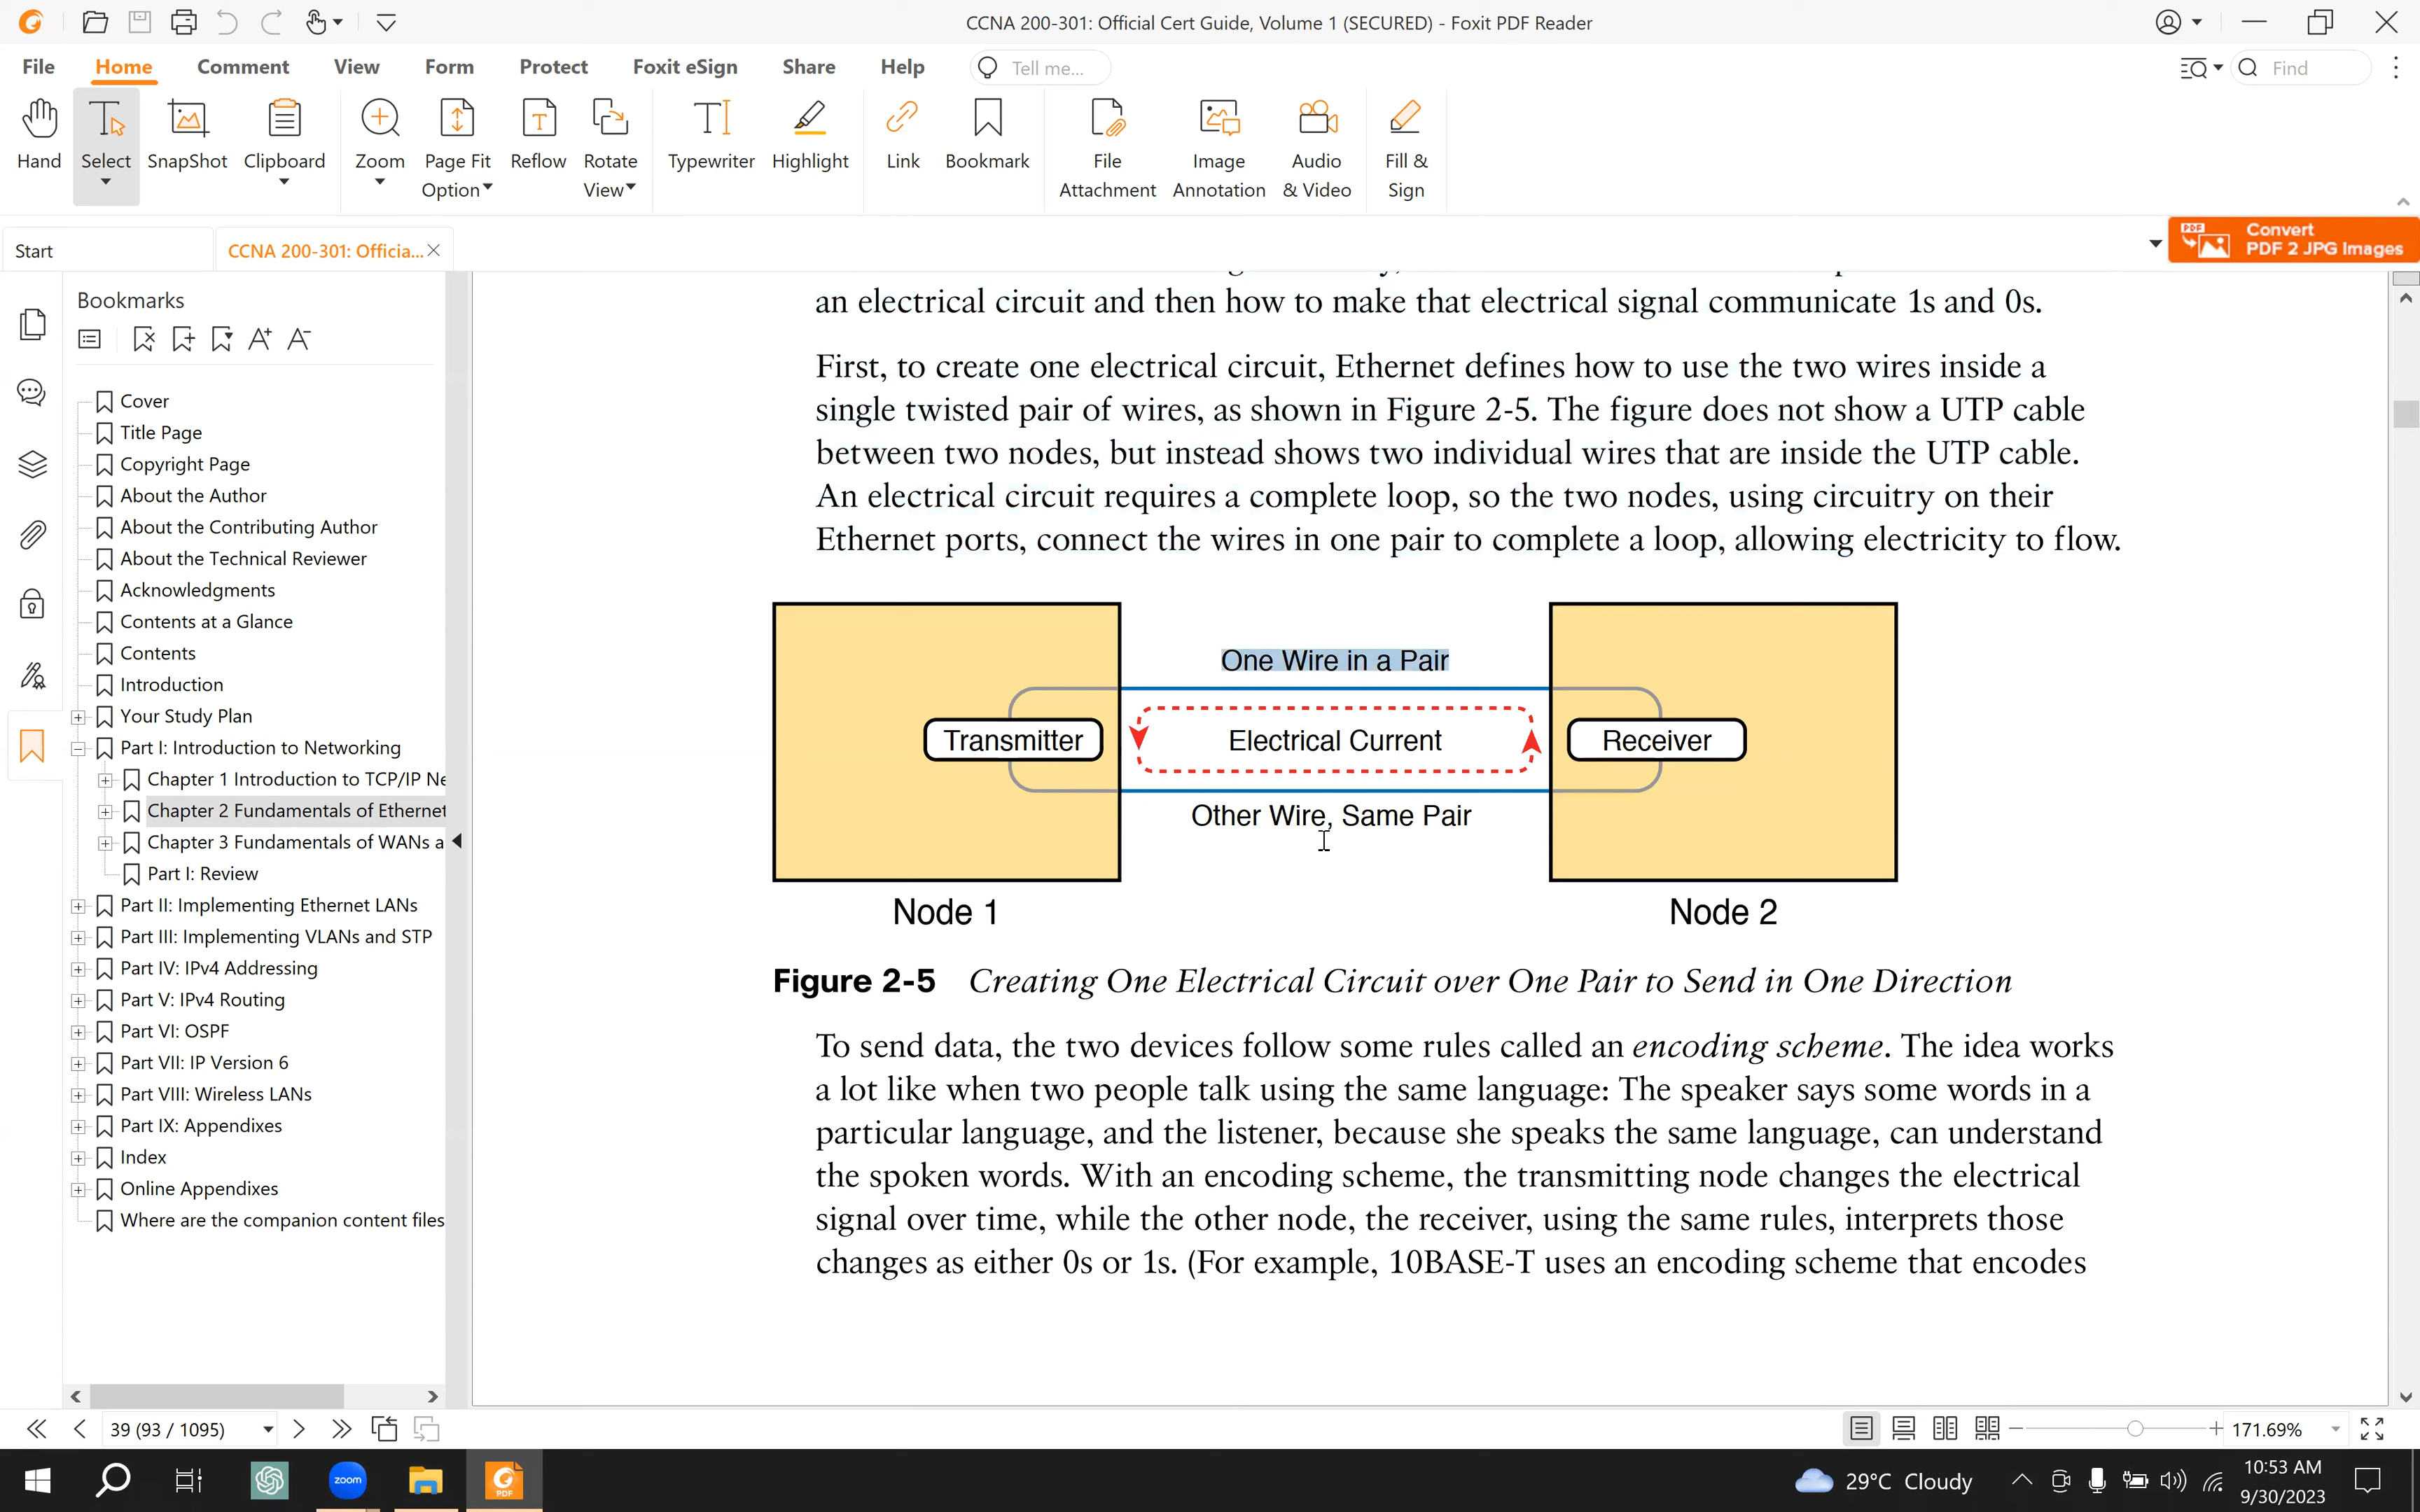 CCNA 200-301: Official Cert Guide, Volume 1 (SECURED) - Foxit PDF Reader
File Home Comment View Form Protect Foxit eSign Share Help Tell me... Find
Hand Select SnapShot Clipboard Zoom Page Fit Option Reflow Rotate View Typewriter Highlight Link Bookmark File Attachment Image Annotation Audio & Video Fill & Sign
Start CCNA 200-301: Officia...
PDF Convert
PDF 2 JPG Images
Bookmarks
Cover
Title Page
Copyright Page
About the Author
About the Contributing Author
About the Technical Reviewer
Acknowledgments
Contents at a Glance
Contents
Introduction
Your Study Plan
Part I: Introduction to Networking
Chapter 1 Introduction to TCP/IP Ne
Chapter 2 Fundamentals of Ethernet
Chapter 3 Fundamentals of WANs a
Part I: Review
Part II: Implementing Ethernet LANs
Part III: Implementing VLANs and STP
Part IV: IPv4 Addressing
Part V: IPv4 Routing
Part VI: OSPF
Part VII: IP Version 6
Part VIII: Wireless LANs
Part IX: Appendixes
Index
Online Appendixes
Where are the companion content files
an electrical circuit and then how to make that electrical signal communicate 1s and 0s.
First, to create one electrical circuit, Ethernet defines how to use the two wires inside a
single twisted pair of wires, as shown in Figure 2-5. The figure does not show a UTP cable
between two nodes, but instead shows two individual wires that are inside the UTP cable.
An electrical circuit requires a complete loop, so the two nodes, using circuitry on their
Ethernet ports, connect the wires in one pair to complete a loop, allowing electricity to flow.
One Wire in a Pair
Transmitter Electrical Current Receiver
Other Wire, Same Pair
Node 1 Node 2
Figure 2-5 Creating One Electrical Circuit over One Pair to Send in One Direction
To send data, the two devices follow some rules called an encoding scheme. The idea works
a lot like when two people talk using the same language: The speaker says some words in a
particular language, and the listener, because she speaks the same language, can understand
the spoken words. With an encoding scheme, the transmitting node changes the electrical
signal over time, while the other node, the receiver, using the same rules, interprets those
changes as either 0s or 1s. (For example, 10BASE-T uses an encoding scheme that encodes
39 (93 / 1095) 171.69%
zoom PDF 29°C Cloudy 10:53 AM
9/30/2023